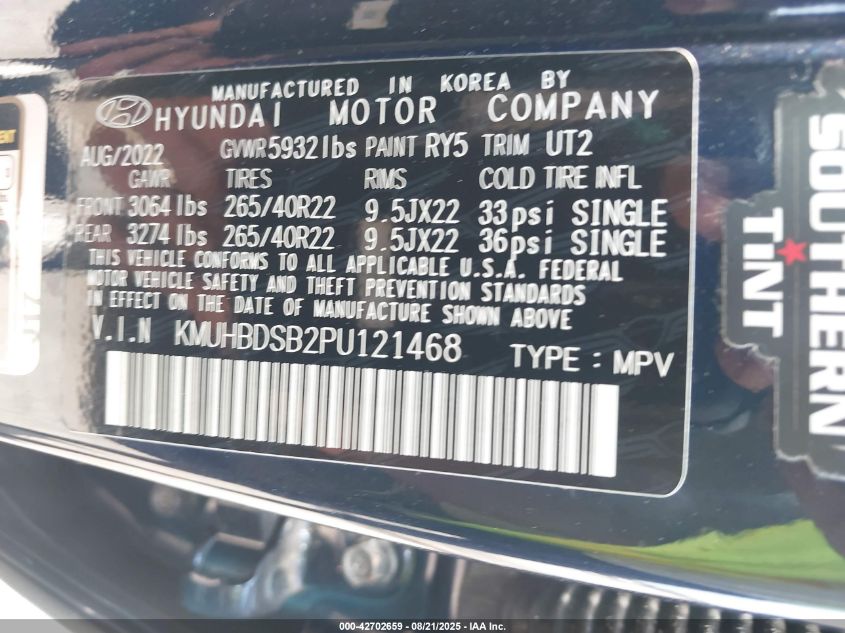 MANUFACTURED IN KOREA BY
HYUNDAI MOTOR COMPANY
AUG/2022 GVWR 5932 lbs PAINT RY5 TRIM UT2
GAWR TIRES RIMS COLD TIRE INFL
FRONT 3064 lbs 265/40R22 9.5JX22 33psi SINGLE
REAR 3274 lbs 265/40R22 9.5JX22 36psi SINGLE
THIS VEHICLE CONFORMS TO ALL APPLICABLE U.S.A. FEDERAL
MOTOR VEHICLE SAFETY AND THEFT PREVENTION STANDARDS
IN EFFECT ON THE DATE OF MANUFACTURE SHOWN ABOVE
V.I.N KMUHBDSB2PU121468 TYPE : MPV
SOUTHERN
TiNT
000-42702659 - 08/21/2025 - IAA Inc.